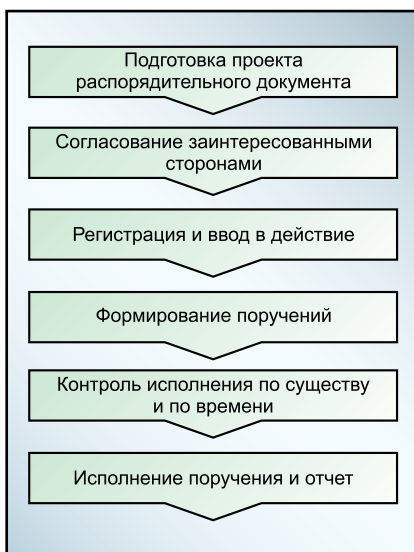 Подготовка проекта
распорядительного документа
Согласование заинтересованными
сторонами
Регистрация и ввод в действие
Формирование поручений
Контроль исполнения по существу
и по времени
Исполнение поручения и отчет